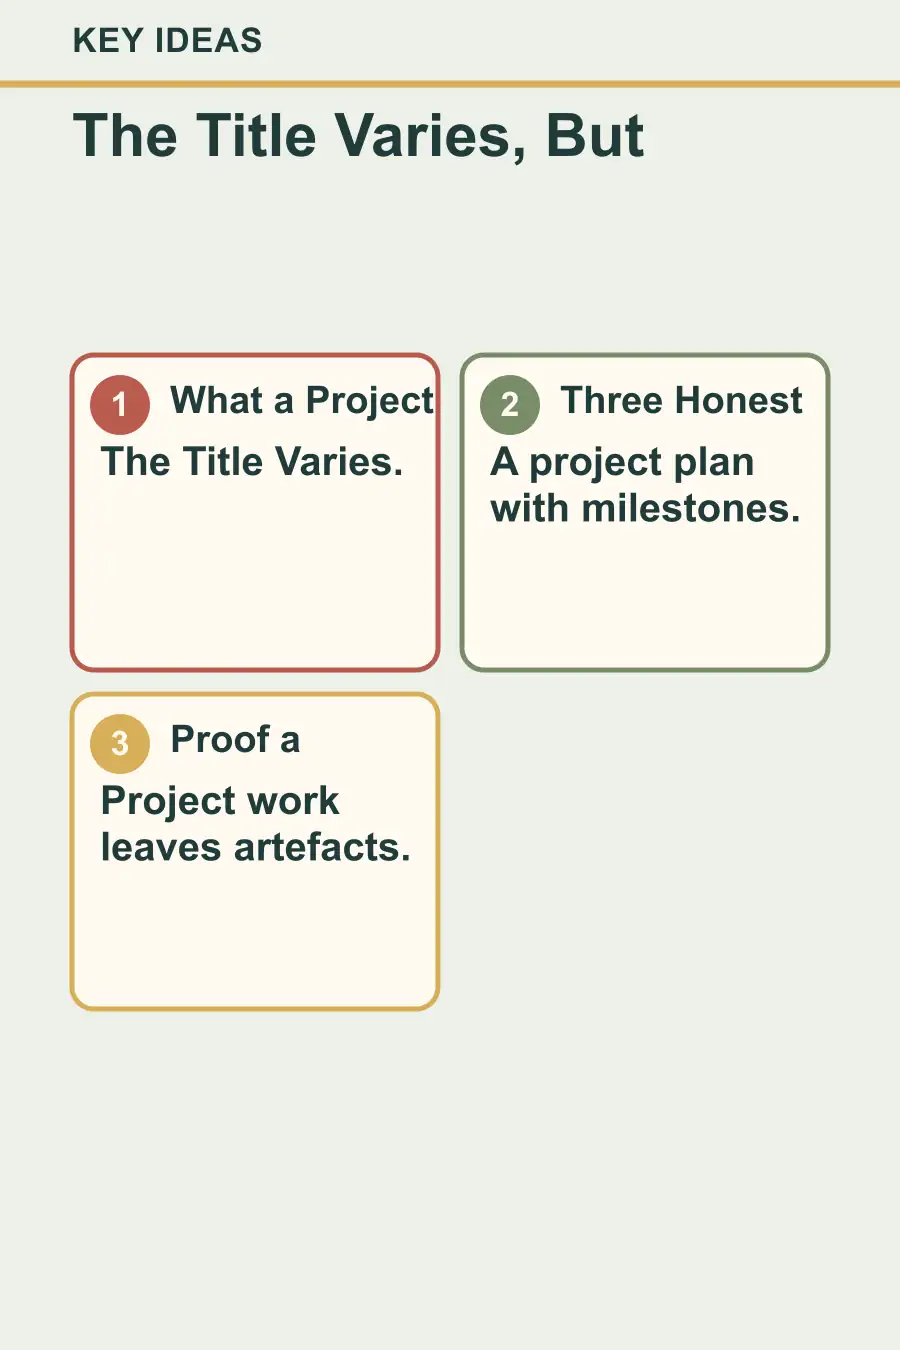 KEY IDEAS
The Title Varies, But
1 What a Project
The Title Varies.
2 Three Honest
A project plan
with milestones.
3 Proof a
Project work
leaves artefacts.